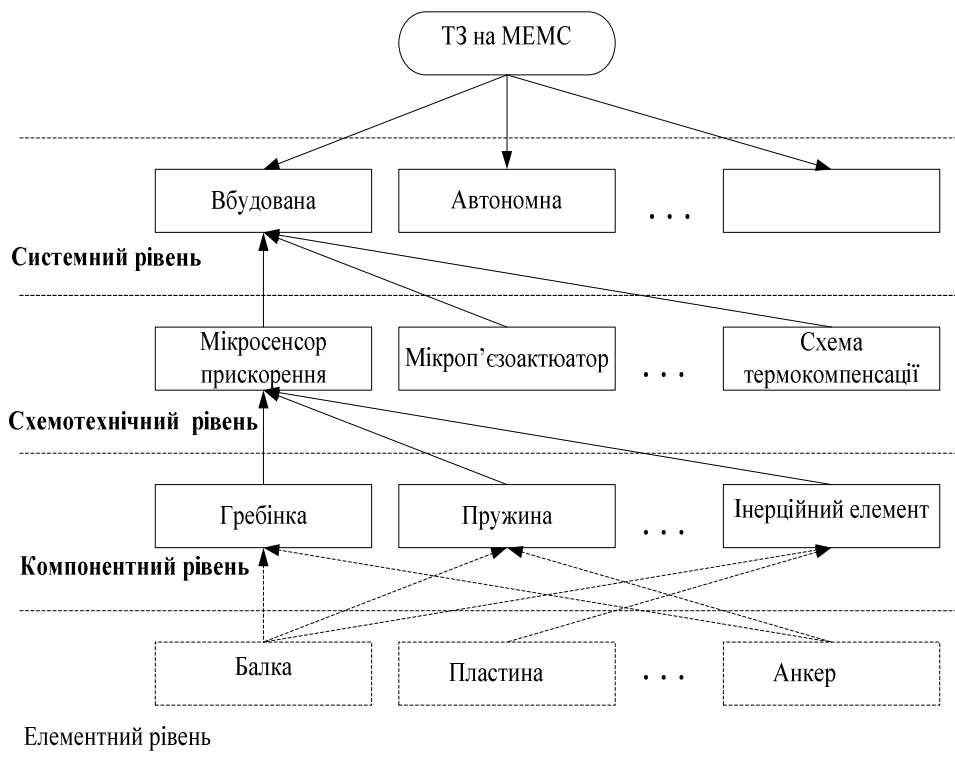 ТЗ на МЕМС
Вбудована
Автономна
. . .
Системний рівень
Мікросенсор
прискорення
Мікроп’єзоактюатор
. . .
Схема
термокомпенсації
Схемотехнічний рівень
Гребінка
Пружина
. . .
Інерційний елемент
Компонентний рівень
Балка
Пластина
. . .
Анкер
Елементний рівень